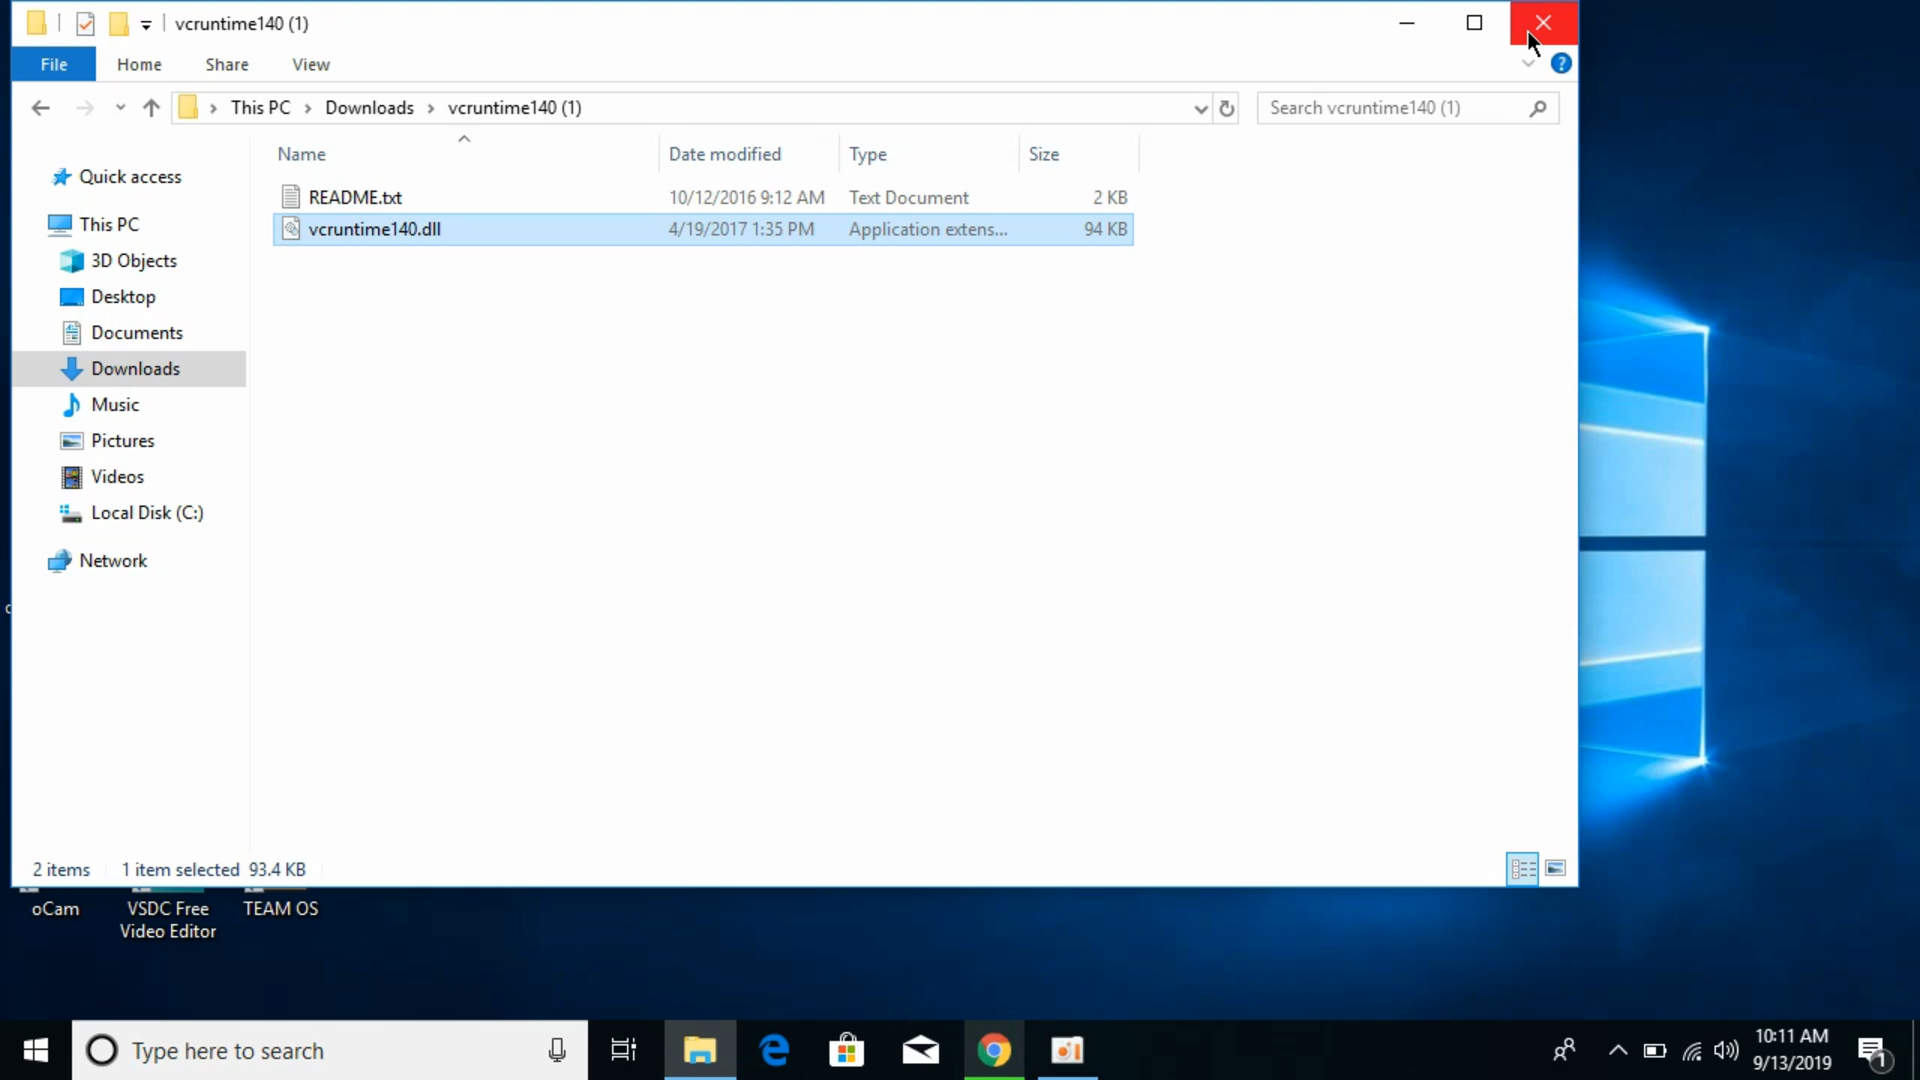 vcruntime140 (1)
File Home Share View
This PC Downloads vcruntime140 (1)
Search vcruntime140 (1)
Name Date modified Type Size
README.txt 10/12/2016 9:12 AM Text Document 2 KB
vcruntime140.dll 4/19/2017 1:35 PM Application extens... 94 KB
Quick access
This PC
3D Objects
Desktop
Documents
Downloads
Music
Pictures
Videos
Local Disk (C:)
Network
2 items 1 item selected 93.4 KB
oCam
VSDC Free
Video Editor
TEAM OS
Type here to search
10:11 AM
9/13/2019
1